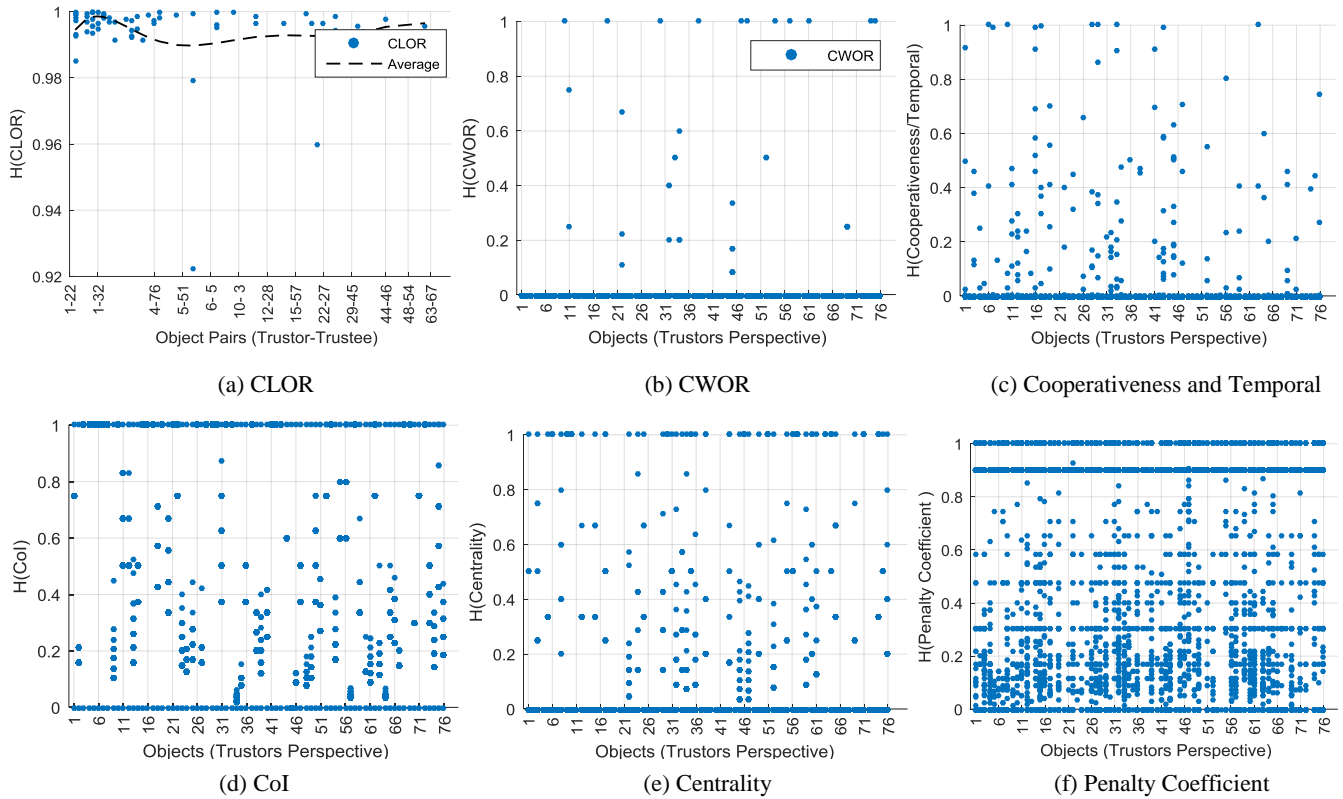 1
0.98
0.96
0.94
0.92
H(CLOR)
CLOR
Average
1-22
1-32
4-76
5-51
6- 5
10- 3
12-28
15-57
22-27
29-45
44-46
48-54
63-67
Object Pairs (Trustor-Trustee)
(a) CLOR
1
0.8
0.6
0.4
0.2
0
H(CWOR)
CWOR
1 11 21 31 41 46 51 56 61 66 71 76
Objects (Trustors Perspective)
(b) CWOR
1
0.8
0.6
0.4
0.2
0
H(Cooperativeness/Temporal)
1 6 11 16 21 26 31 36 41 46 51 56 61 66 71 76
Objects (Trustors Perspective)
(c) Cooperativeness and Temporal
1
0.8
0.6
0.4
0.2
0
H(CoI)
1 6 11 16 21 26 31 36 41 46 51 56 61 66 71 76
Objects (Trustors Perspective)
(d) CoI
1
0.8
0.6
0.4
0.2
0
H(Centrality)
1 6 11 16 21 26 31 36 41 46 51 56 61 66 71 76
Objects (Trustors Perspective)
(e) Centrality
1
0.8
0.6
0.4
0.2
0
H(Penalty Coefficient )
1 6 11 16 21 26 31 36 41 46 51 56 61 66 71 76
Objects (Trustors Perspective)
(f) Penalty Coefficient